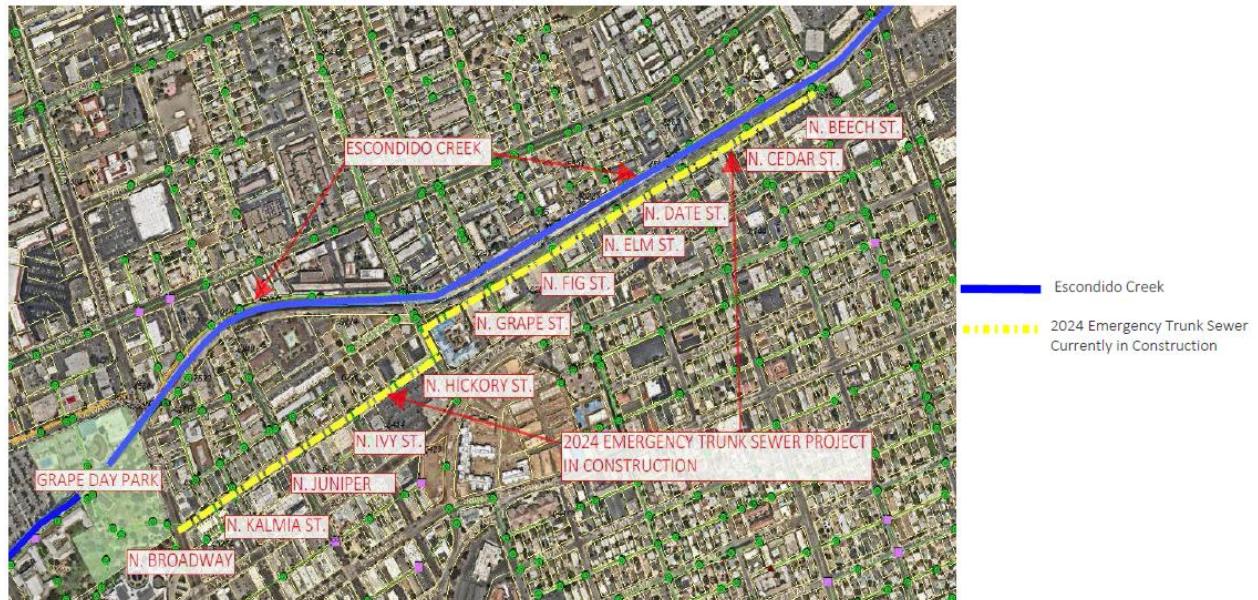 N. BEECH ST.
ESCONDIDO CREEK
N. CEDAR ST.
N. DATE ST.
N. ELM ST.
N. FIG ST.
Escondido Creek
N. GRAPE ST.
2024 Emergency Trunk Sewer
Currently in Construction
N. HICKORY ST.
N. IVY ST.
2024 EMERGENCY TRUNK SEWER PROJECT
IN CONSTRUCTION
GRAPE DAY PARK
N. JUNIPER
N. KALMIA ST.
N. BROADWAY